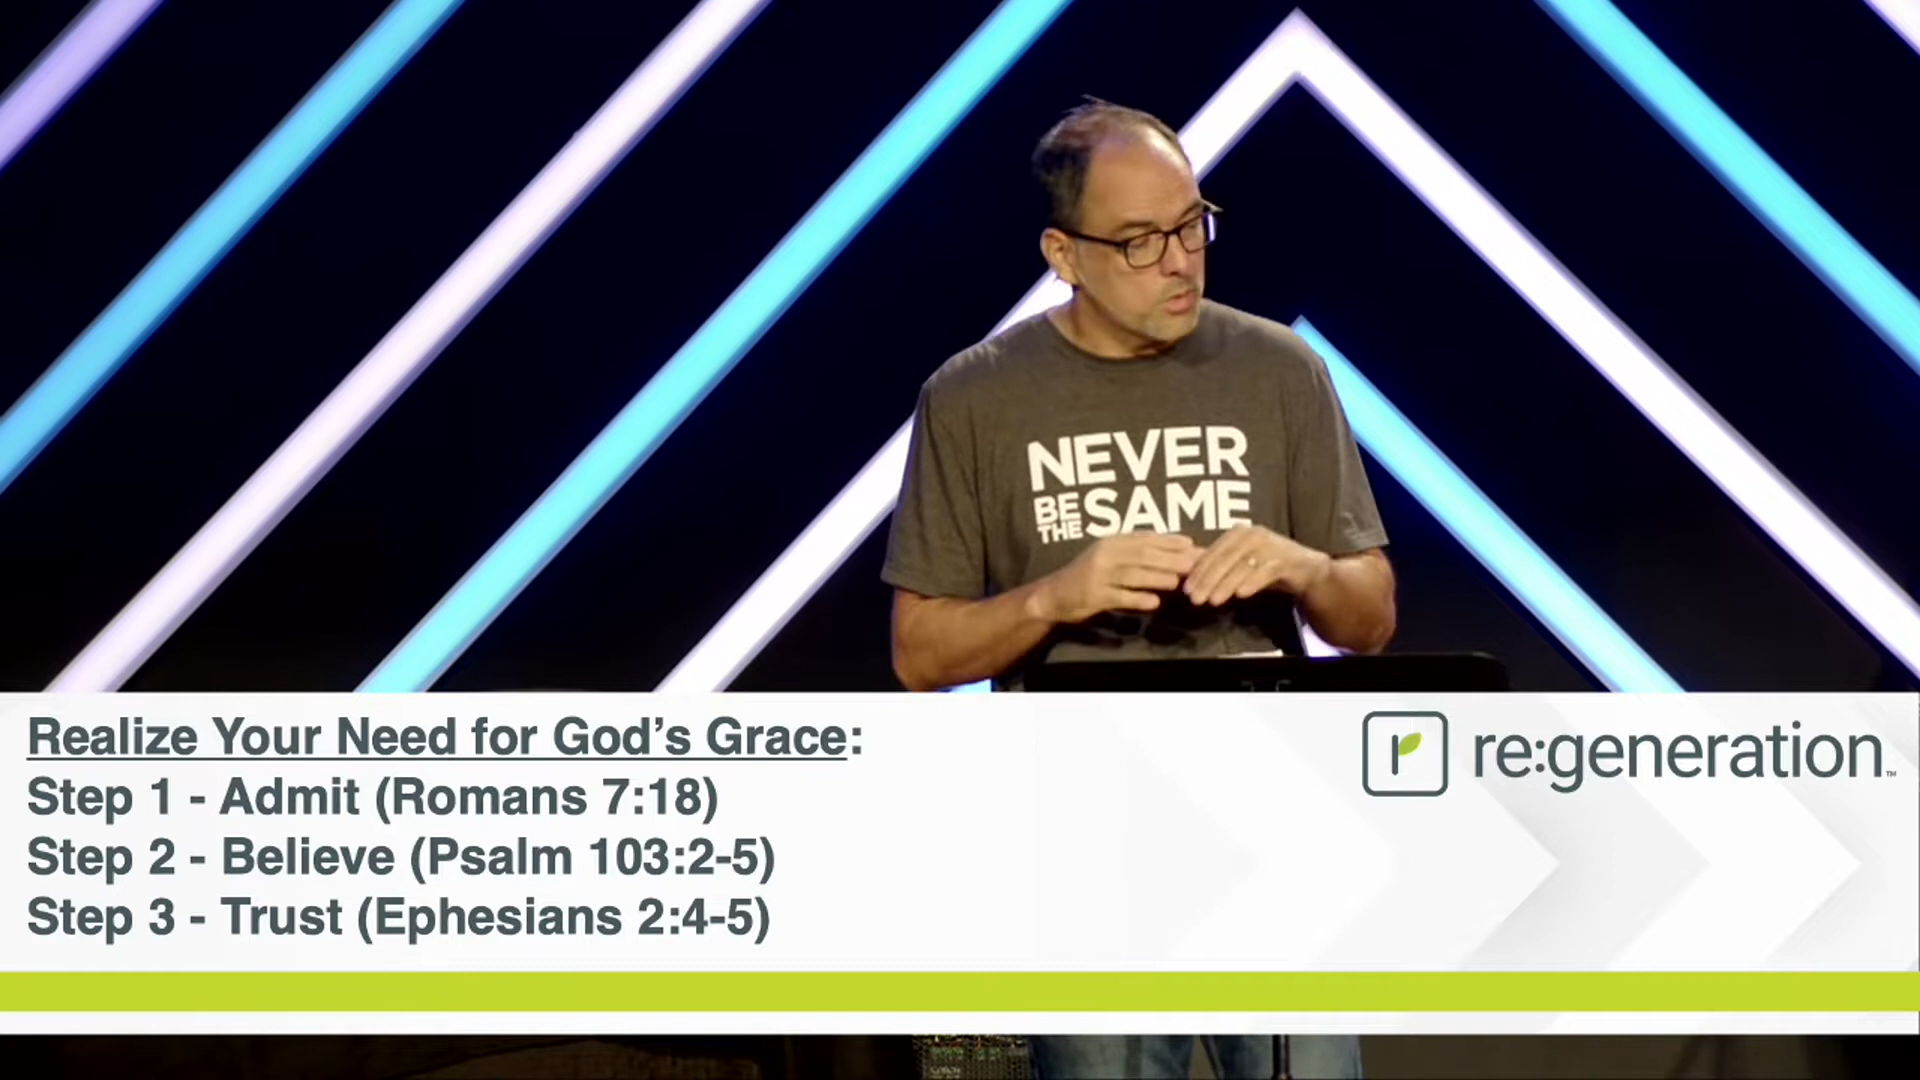 NEVER
BE THE SAME
Realize Your Need for God’s Grace:
Step 1 - Admit (Romans 7:18)
Step 2 - Believe (Psalm 103:2-5)
Step 3 - Trust (Ephesians 2:4-5)
r re:generation™